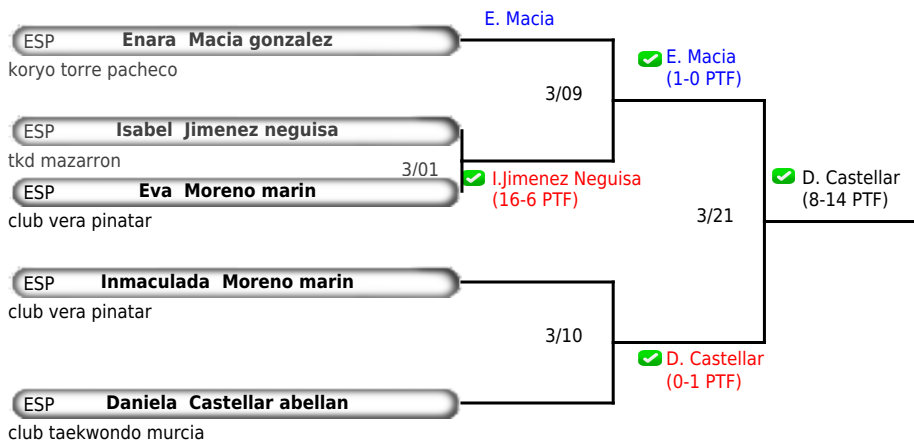 E. Macia
ESP Enara Macia gonzalez
koryo torre pacheco
E. Macia
(1-0 PTF)
3/09
ESP Isabel Jimenez neguisa
tkd mazarron
3/01
I.Jimenez Neguisa
(16-6 PTF)
ESP Eva Moreno marin
club vera pinatar
D. Castellar
(8-14 PTF)
3/21
ESP Inmaculada Moreno marin
club vera pinatar
3/10
D. Castellar
(0-1 PTF)
ESP Daniela Castellar abellan
club taekwondo murcia